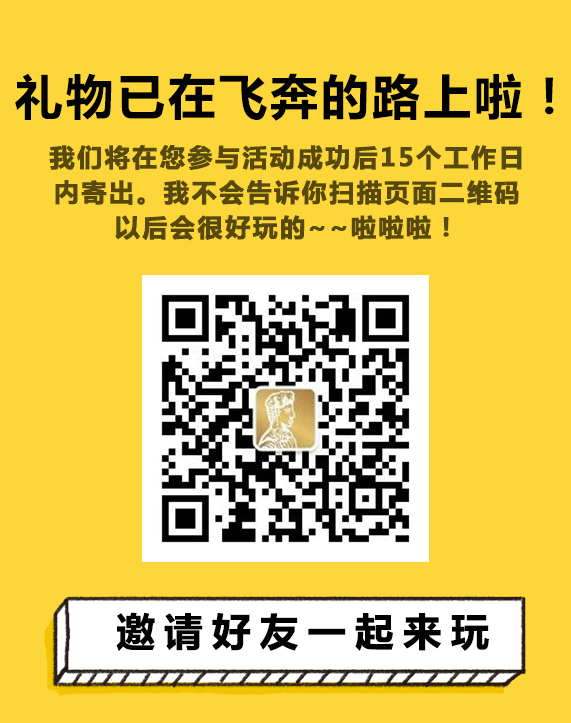 礼物已在飞奔的路上啦！
我们将在您参与活动成功后15个工作日
内寄出。我不会告诉你扫描页面二维码
以后会很好玩的~~啦啦啦！
邀请好友一起来玩